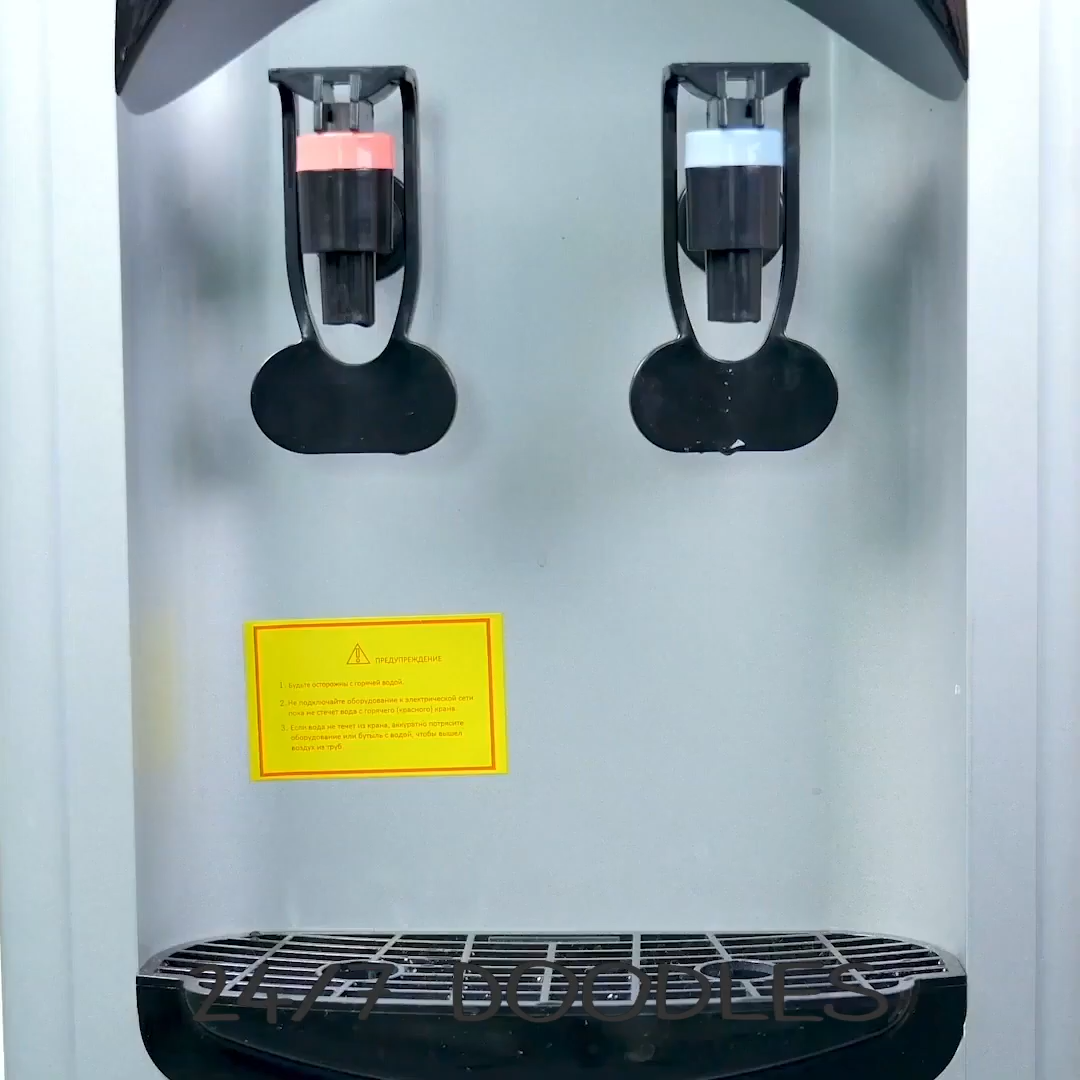 ПРЕДУПРЕЖДЕНИЕ
1. Будьте осторожны с горячей водой.
2. Не подключайте оборудование к электрической сети
пока не стечет вода с горячего (красного) крана.
3. Если вода не течет из крана, аккуратно потрясите
оборудование или бутыль с водой, чтобы вышел
воздух из труб
24/7 DOODLES